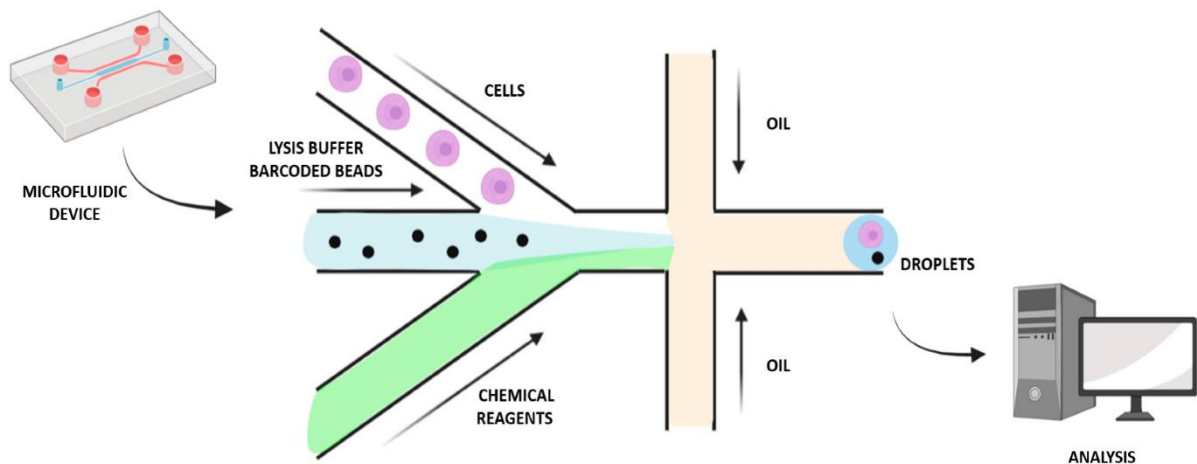 CELLS
OIL
LYSIS BUFFER
BARCODED BEADS
MICROFLUIDIC
DEVICE
DROPLETS
OIL
CHEMICAL
REAGENTS
ANALYSIS